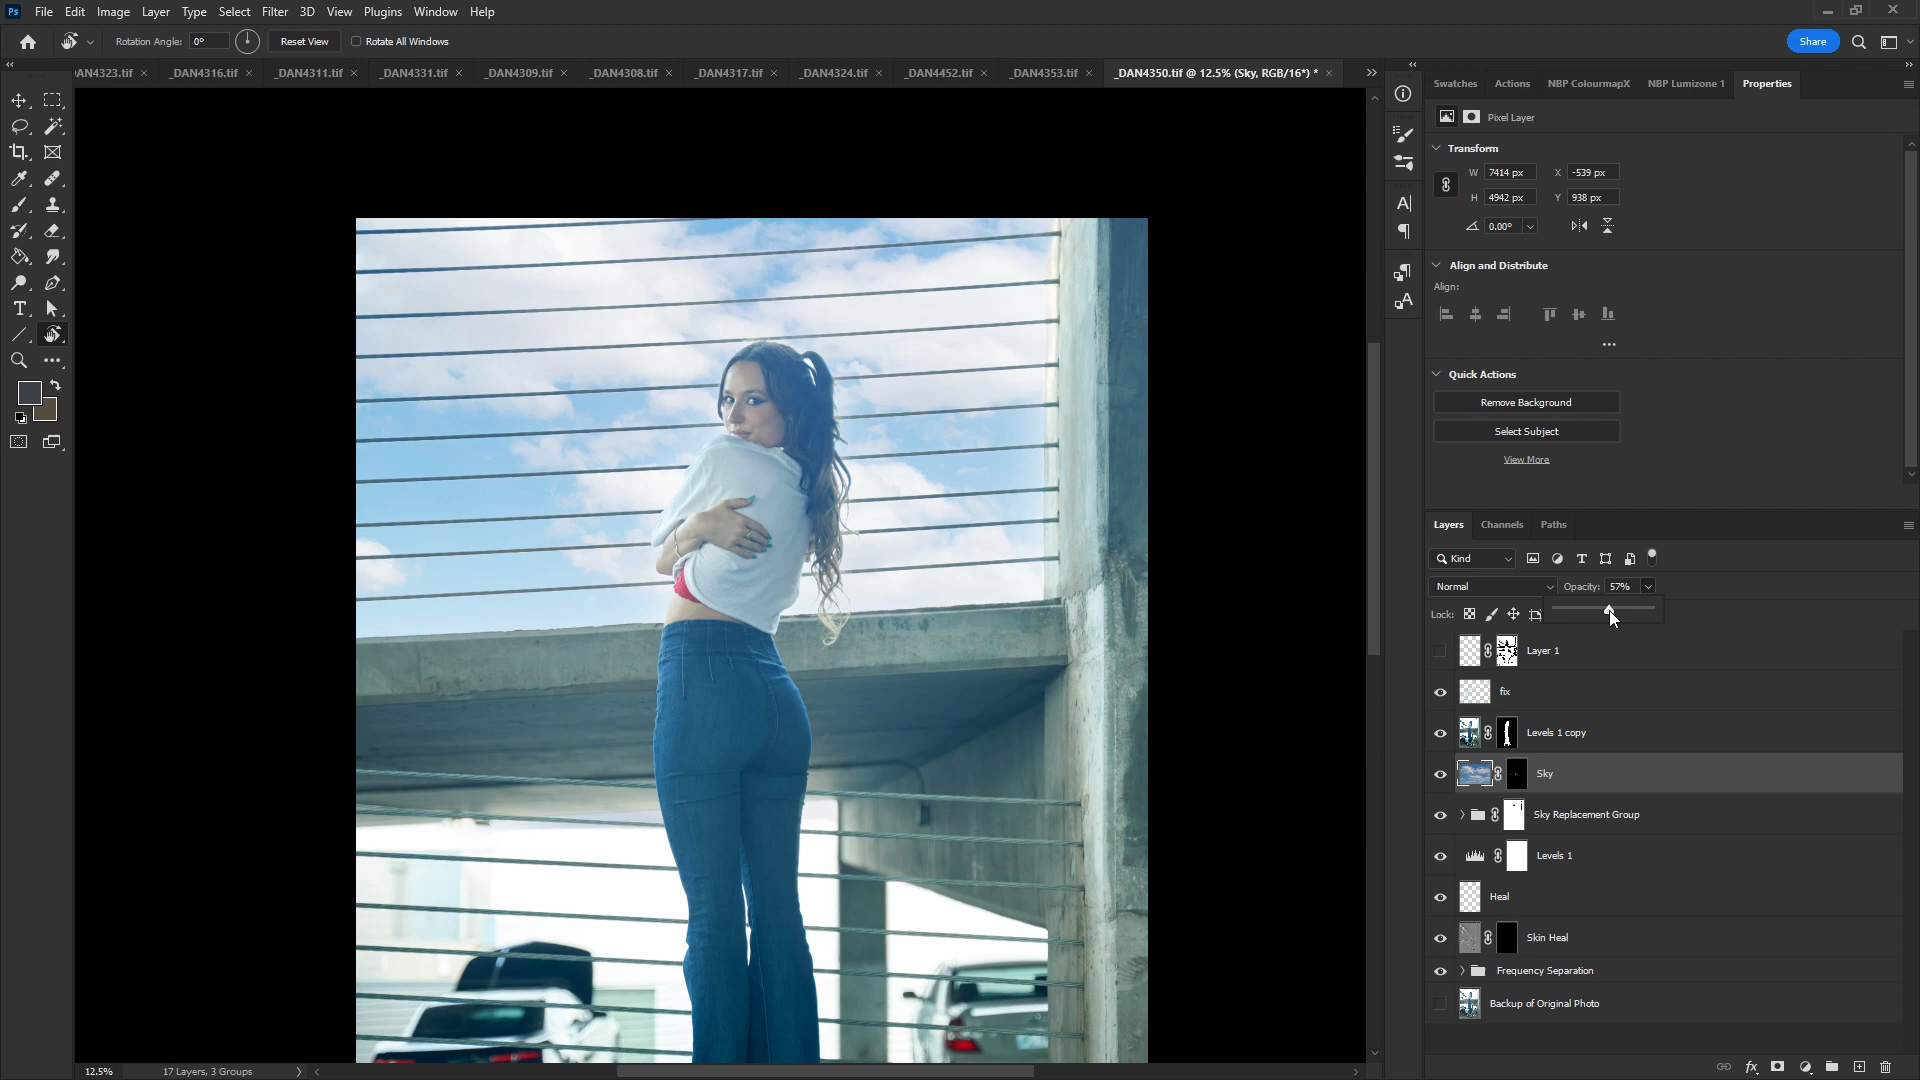 Ps File Edit Image Layer Type Select Filter 3D View Plugins Window Help
Rotation Angle: 0° Reset View Rotate All Windows Share
DAN4323.tif _DAN4316.tif _DAN4311.tif _DAN4331.tif _DAN4309.tif _DAN4308.tif _DAN4317.tif _DAN4324.tif _DAN4452.tif _DAN4353.tif _DAN4350.tif @ 12.5% (Sky, RGB/16*) *
Swatches Actions NBP ColourmapX NBP Lumizone 1 Properties
Pixel Layer
Transform
W 7414 px X -539 px
H 4942 px Y 938 px
0.00°
Align and Distribute
Align:
Quick Actions
Remove Background
Select Subject
View More
Layers Channels Paths
Kind
Normal Opacity: 57%
Lock:
Layer 1
fix
Levels 1 copy
Sky
Sky Replacement Group
Levels 1
Heal
Skin Heal
Frequency Separation
Backup of Original Photo
12.5% 17 Layers, 3 Groups